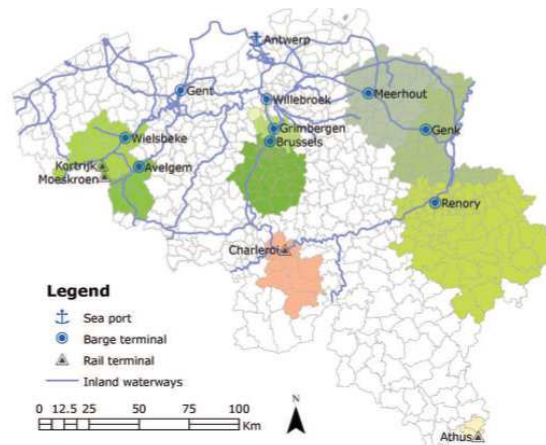 Antwerp
Gent
Willebroek
Meerhout
Grimbergen
Genk
Wielsbeke
Brussels
Kortrijk
Avelgem
Moeskroen
Renory
Charleroi
Legend
Sea port
Barge terminal
Rail terminal
Inland waterways
N
0 12.5 25 50 75 100
Km
Athus